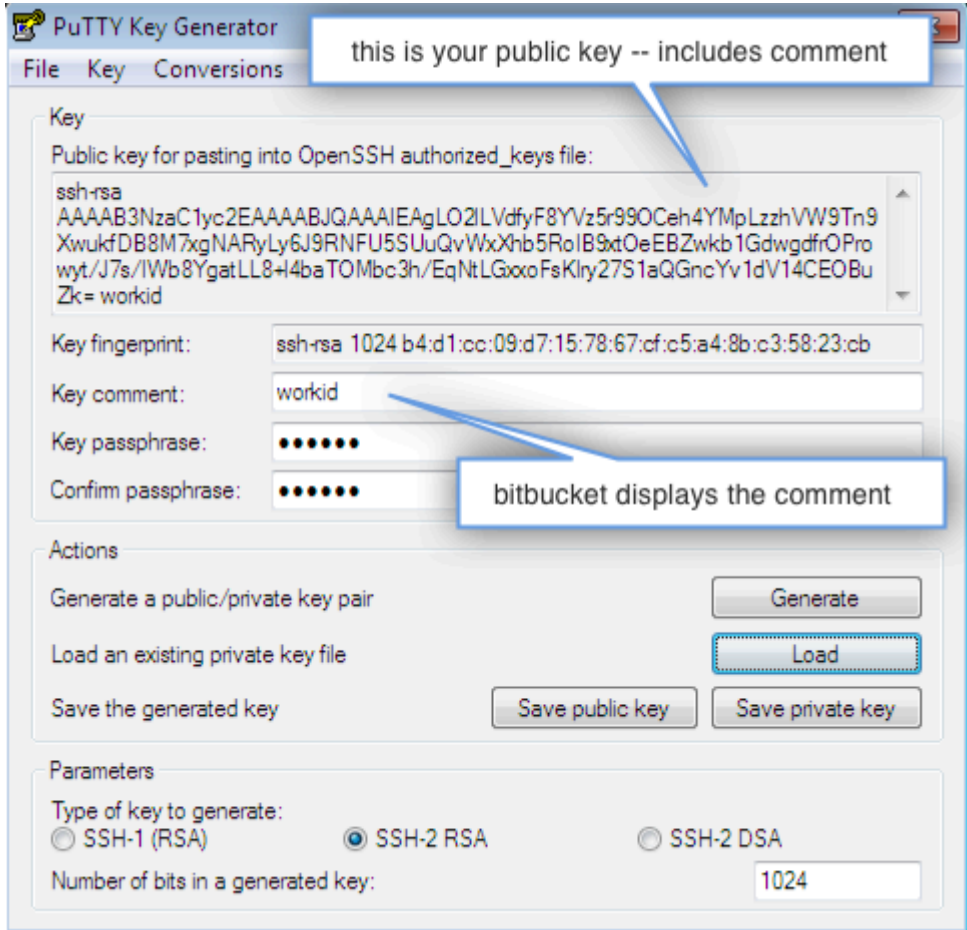 PuTTY Key Generator
this is your public key -- includes comment
File Key Conversions
Key
Public key for pasting into OpenSSH authorized_keys file:
ssh-rsa
AAAAB3NzaC1yc2EAAAABJQAAAIEAgLO2ILVdfyF8YVz5r99OCeh4YMpLzzhVW9Tn9
XwukfDB8M7xgNARyLy6J9RNFU5SUuQvWxXhb5RoIB9xtOeEBZwkb1GdwgdfrOPro
wyt/J7s/IWb8YgatLL8+I4baTOMbc3h/EqNtLGxxoFsKIry27S1aQGncYv1dV14CEOBu
Zk= workid
Key fingerprint: ssh-rsa 1024 b4:d1:cc:09:d7:15:78:67:cf:c5:a4:8b:c3:58:23:cb
Key comment: workid
Key passphrase: ●●●●●●
Confirm passphrase: ●●●●●●
bitbucket displays the comment
Actions
Generate a public/private key pair Generate
Load an existing private key file Load
Save the generated key Save public key Save private key
Parameters
Type of key to generate:
SSH-1 (RSA) SSH-2 RSA SSH-2 DSA
Number of bits in a generated key: 1024